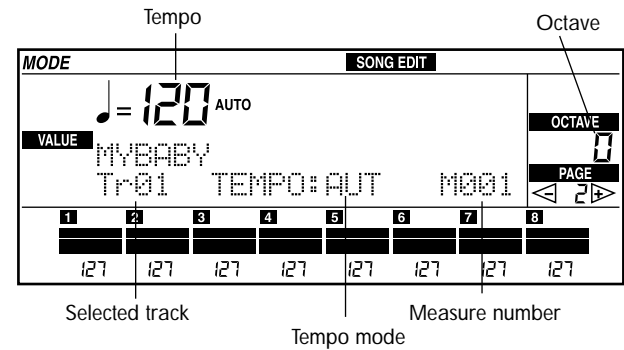 Tempo
Octave
MODE
SONG EDIT
♩=120 AUTO
OCTAVE
0
VALUE
MYBABY
PAGE
Tr01 TEMPO:AUT M001
- 2 +
1 2 3 4 5 6 7 8
127 127 127 127 127 127 127 127
Selected track
Measure number
Tempo mode